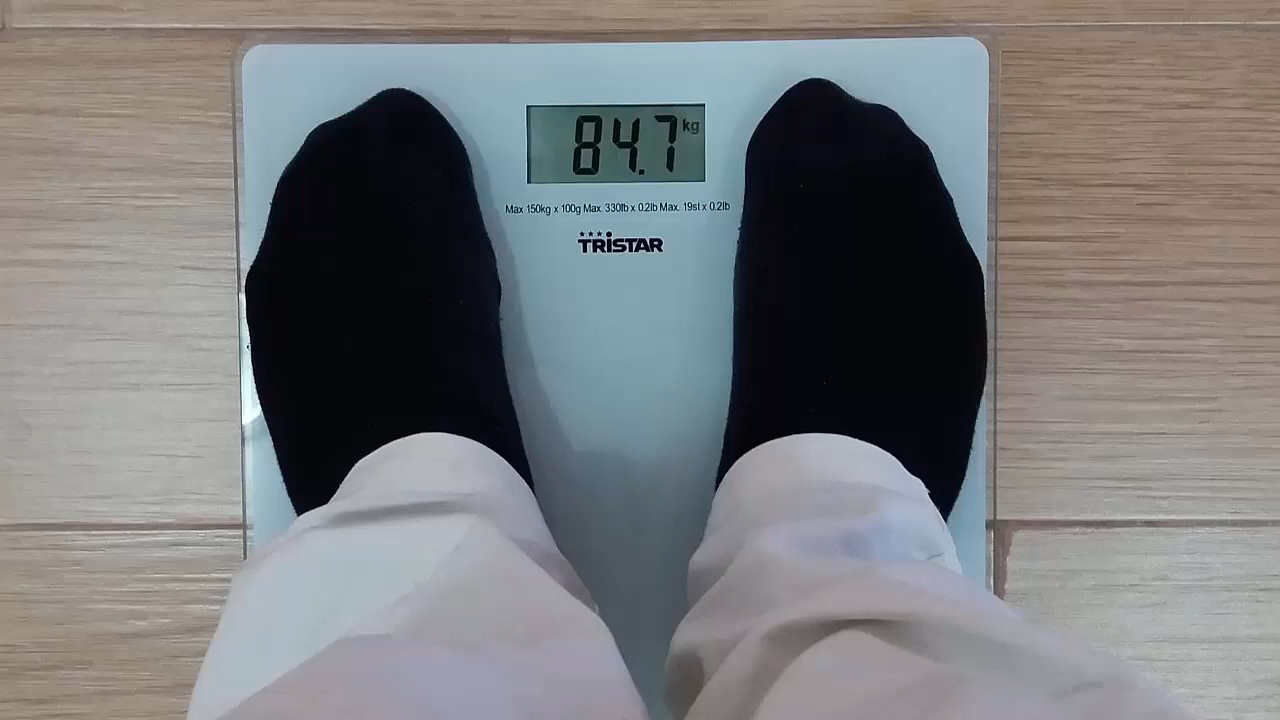 84.7 kg
Max 150kg x 100g Max. 330lb x 0.2lb Max. 19st x 0.2lb
TRISTAR